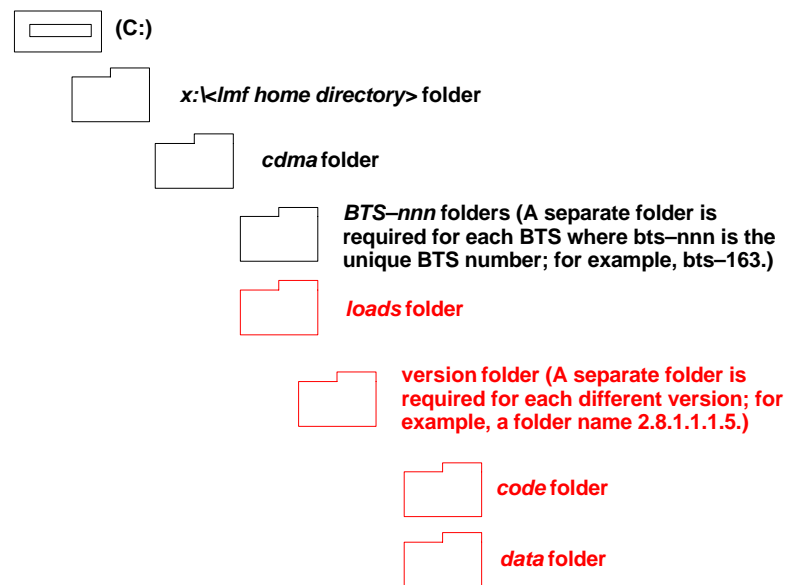 (C:)
x:\<lmf home directory> folder
cdma folder
BTS–nnn folders (A separate folder is
required for each BTS where bts–nnn is the
unique BTS number; for example, bts–163.)
loads folder
version folder (A separate folder is
required for each different version; for
example, a folder name 2.8.1.1.1.5.)
code folder
data folder